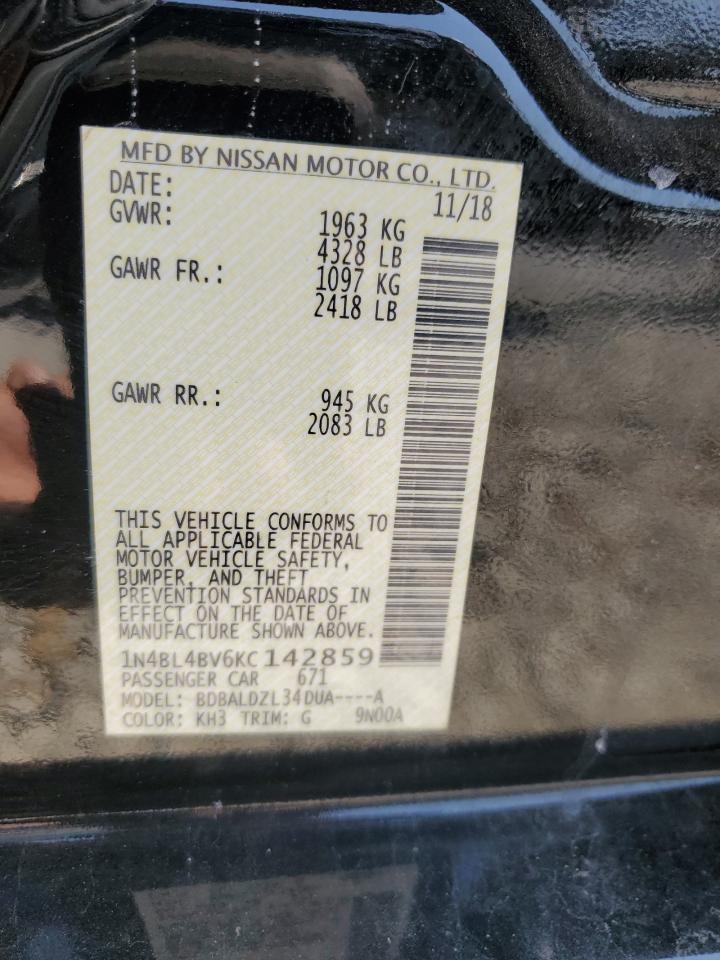 MFD BY NISSAN MOTOR CO., LTD.
DATE: 11/18
GVWR: 1963 KG
4328 LB
GAWR FR.: 1097 KG
2418 LB
GAWR RR.: 945 KG
2083 LB
THIS VEHICLE CONFORMS TO
ALL APPLICABLE FEDERAL
MOTOR VEHICLE SAFETY,
BUMPER, AND THEFT
PREVENTION STANDARDS IN
EFFECT ON THE DATE OF
MANUFACTURE SHOWN ABOVE.
1N4BL4BV6KC142859
PASSENGER CAR 671
MODEL: BDBALDZL34DUA----A
COLOR: KH3 TRIM: G 9N00A